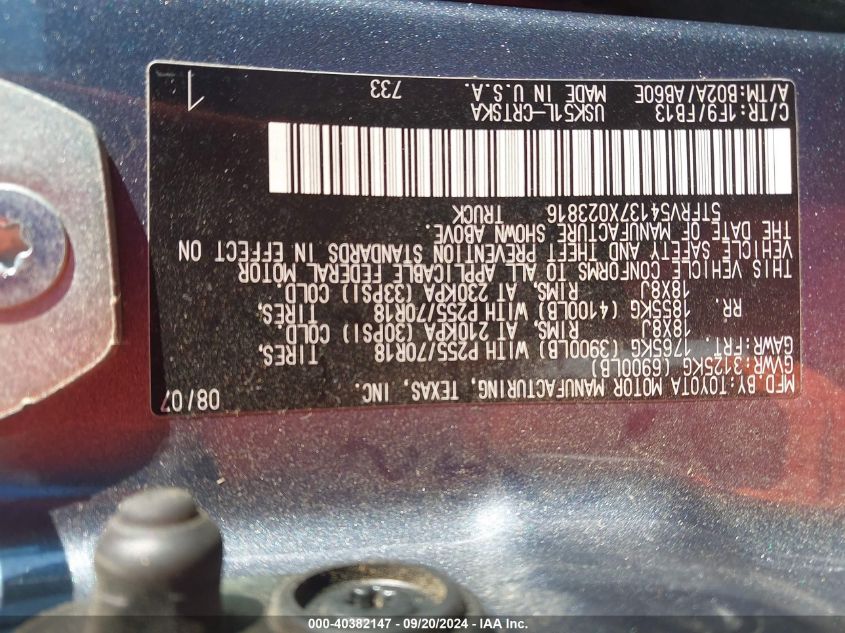 MFD.BY:TOYOTA MOTOR MANUFACTURING, TEXAS, INC. 08/07
GVWR:3125KG (6900LB)
GAWR:FRT. 1765KG (3900LB) WITH P255/70R18 TIRES,
18X8J RIMS, AT 210KPA (30PSI) COLD
RR. 1855KG (4100LB) WITH P255/70R18 TIRES,
18X8J RIMS, AT 230KPA (33PSI) COLD.
THIS VEHICLE CONFORMS TO ALL APPLICABLE FEDERAL MOTOR
VEHICLE SAFETY AND THEFT PREVENTION STANDARDS IN EFFECT ON
THE DATE OF MANUFACTURE SHOWN ABOVE.
5TFRV54137X023816 TRUCK
C/TR:1F9/FB13 USK51L-CRTSKA
A/TM:B02A/AB60E MADE IN U.S.A. 733
1
000-40382147 - 09/20/2024 - IAA Inc.